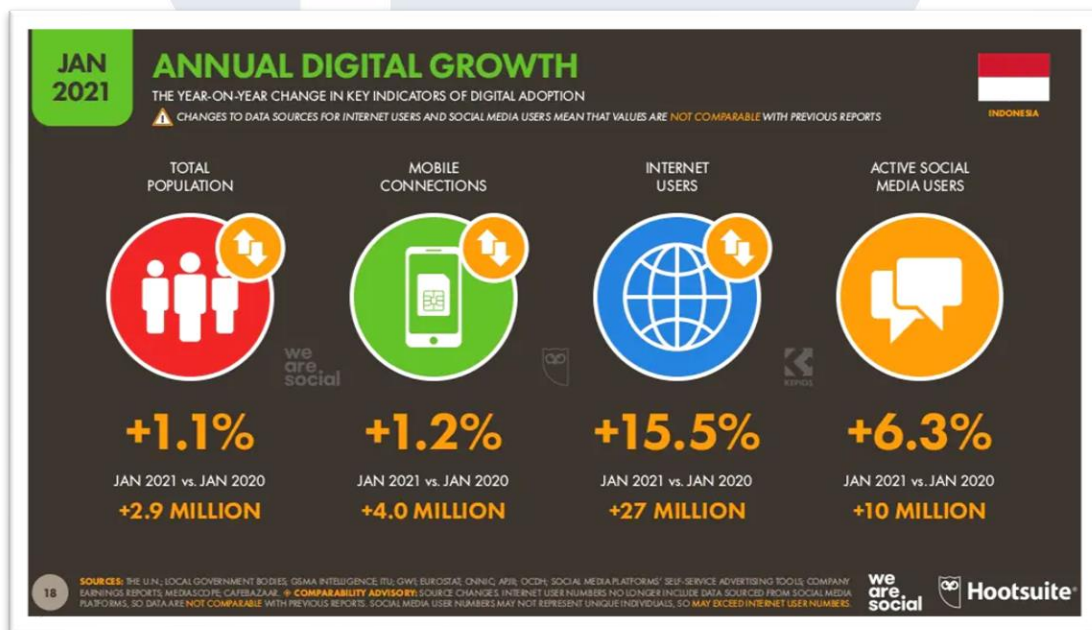 JAN
2021
ANNUAL DIGITAL GROWTH
THE YEAR-ON-YEAR CHANGE IN KEY INDICATORS OF DIGITAL ADOPTION
CHANGES TO DATA SOURCES FOR INTERNET USERS AND SOCIAL MEDIA USERS MEAN THAT VALUES ARE NOT COMPARABLE WITH PREVIOUS REPORTS
INDONESIA
TOTAL
POPULATION
MOBILE
CONNECTIONS
INTERNET
USERS
ACTIVE SOCIAL
MEDIA USERS
we
are
social
KEPIOS
+1.1%
+1.2%
+15.5%
+6.3%
JAN 2021 vs. JAN 2020
JAN 2021 vs. JAN 2020
JAN 2021 vs. JAN 2020
JAN 2021 vs. JAN 2020
+2.9 MILLION
+4.0 MILLION
+27 MILLION
+10 MILLION
18
SOURCES: THE U.N.; LOCAL GOVERNMENT BODIES; GSMA INTELLIGENCE; ITU; GWI; EUROSTAT; CNNIC; APJII; OCDH; SOCIAL MEDIA PLATFORMS' SELF-SERVICE ADVERTISING TOOLS; COMPANY
EARNINGS REPORTS; MEDIASCOPE; CAFEBAZAAR. COMPARABILITY ADVISORY: SOURCE CHANGES. INTERNET USER NUMBERS NO LONGER INCLUDE DATA SOURCED FROM SOCIAL MEDIA
PLATFORMS, SO DATA ARE NOT COMPARABLE WITH PREVIOUS REPORTS. SOCIAL MEDIA USER NUMBERS MAY NOT REPRESENT UNIQUE INDIVIDUALS, SO MAY EXCEED INTERNET USER NUMBERS.
we
are
social
Hootsuite®